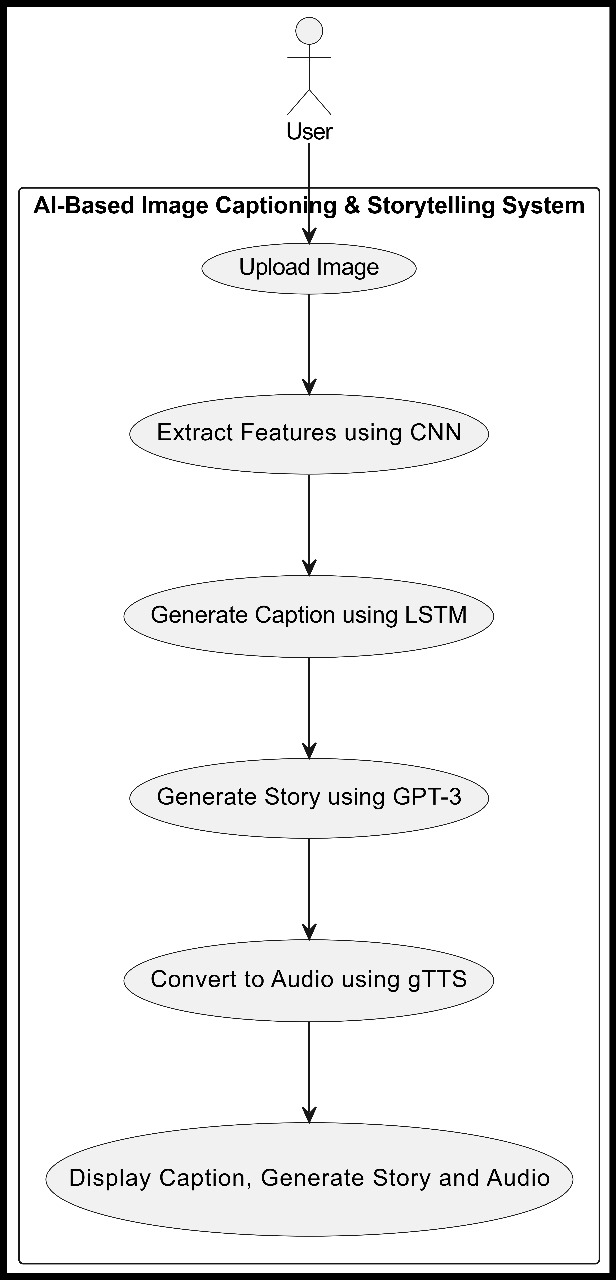 User
AI-Based Image Captioning & Storytelling System
Upload Image
Extract Features using CNN
Generate Caption using LSTM
Generate Story using GPT-3
Convert to Audio using gTTS
Display Caption, Generate Story and Audio